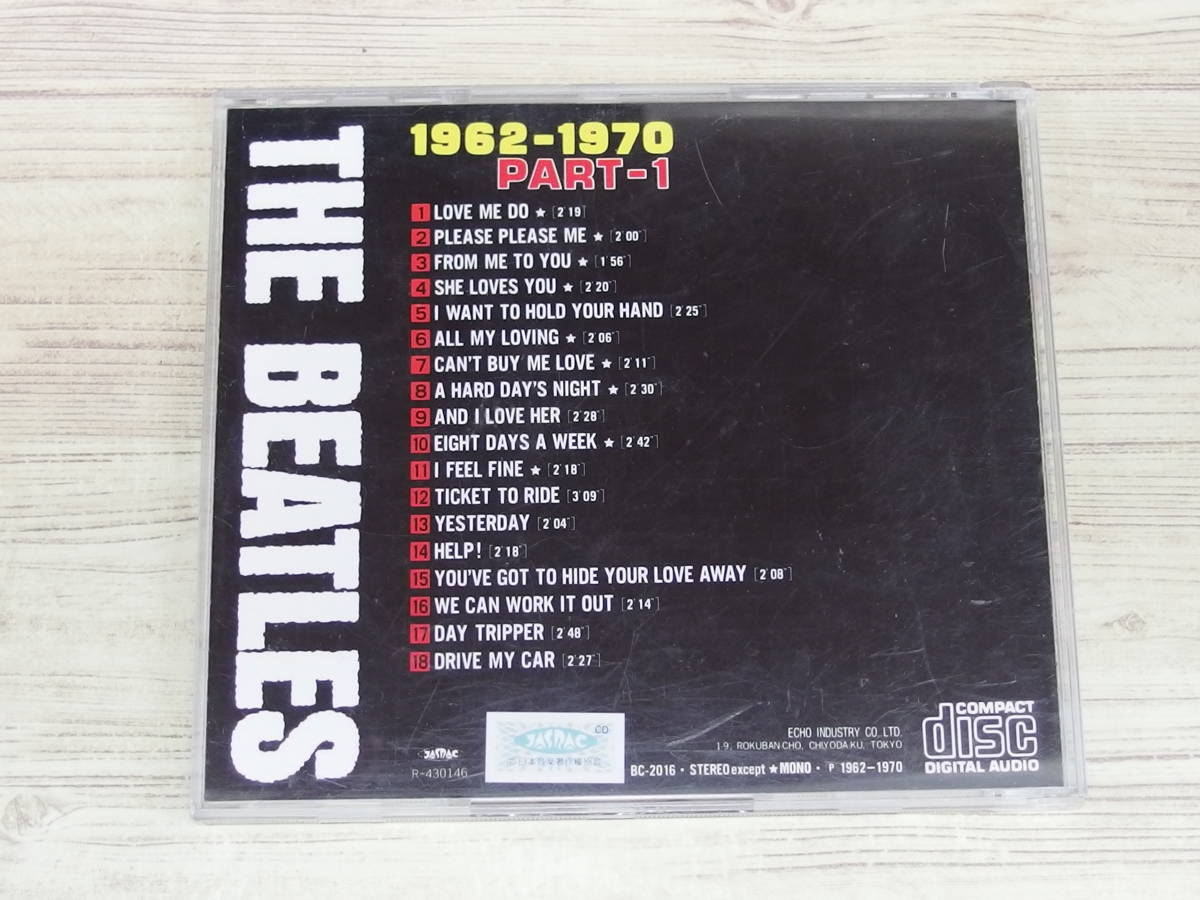 THE BEATLES
1962-1970
PART-1
1 LOVE ME DO ★ [2'19]
2 PLEASE PLEASE ME ★ [2'00"]
3 FROM ME TO YOU ★ [1'56"]
4 SHE LOVES YOU ★ [2'20"]
5 I WANT TO HOLD YOUR HAND [2'25"]
6 ALL MY LOVING ★ [2'06"]
7 CAN'T BUY ME LOVE ★ [2'11"]
8 A HARD DAY'S NIGHT ★ [2'30"]
9 AND I LOVE HER [2'28"]
10 EIGHT DAYS A WEEK ★ [2'42"]
11 I FEEL FINE ★ [2'18"]
12 TICKET TO RIDE [3'09"]
13 YESTERDAY [2'04"]
14 HELP! [2'18"]
15 YOU'VE GOT TO HIDE YOUR LOVE AWAY [2'08"]
16 WE CAN WORK IT OUT [2'14"]
17 DAY TRIPPER [2'48"]
18 DRIVE MY CAR [2'27"]
JASRAC
R-430146
CD
JASRAC
ECHO INDUSTRY CO.,LTD.
1-9, ROKUBANCHO, CHIYODA-KU, TOKYO
BC-2016 • STEREO except ★ MONO • P 1962-1970
COMPACT
disc
DIGITAL AUDIO